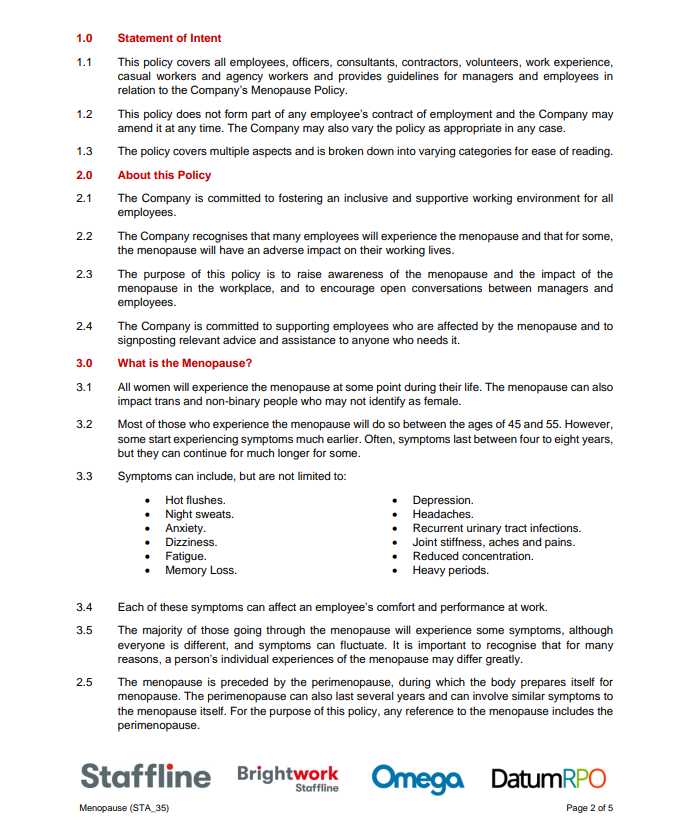 1.0 Statement of Intent
1.1 This policy covers all employees, officers, consultants, contractors, volunteers, work experience,
casual workers and agency workers and provides guidelines for managers and employees in
relation to the Company's Menopause Policy.
1.2 This policy does not form part of any employee's contract of employment and the Company may
amend it at any time. The Company may also vary the policy as appropriate in any case.
1.3 The policy covers multiple aspects and is broken down into varying categories for ease of reading.
2.0 About this Policy
2.1 The Company is committed to fostering an inclusive and supportive working environment for all
employees.
2.2 The Company recognises that many employees will experience the menopause and that for some,
the menopause will have an adverse impact on their working lives.
2.3 The purpose of this policy is to raise awareness of the menopause and the impact of the
menopause in the workplace, and to encourage open conversations between managers and
employees.
2.4 The Company is committed to supporting employees who are affected by the menopause and to
signposting relevant advice and assistance to anyone who needs it.
3.0 What is the Menopause?
3.1 All women will experience the menopause at some point during their life. The menopause can also
impact trans and non-binary people who may not identify as female.
3.2 Most of those who experience the menopause will do so between the ages of 45 and 55. However,
some start experiencing symptoms much earlier. Often, symptoms last between four to eight years,
but they can continue for much longer for some.
3.3 Symptoms can include, but are not limited to:
• Hot flushes.
• Night sweats.
• Anxiety.
• Dizziness.
• Fatigue.
• Memory Loss.
• Depression.
• Headaches.
• Recurrent urinary tract infections.
• Joint stiffness, aches and pains.
• Reduced concentration.
• Heavy periods.
3.4 Each of these symptoms can affect an employee's comfort and performance at work.
3.5 The majority of those going through the menopause will experience some symptoms, although
everyone is different, and symptoms can fluctuate. It is important to recognise that for many
reasons, a person's individual experiences of the menopause may differ greatly.
2.5 The menopause is preceded by the perimenopause, during which the body prepares itself for
menopause. The perimenopause can also last several years and can involve similar symptoms to
the menopause itself. For the purpose of this policy, any reference to the menopause includes the
perimenopause.
Staffline
Brightwork
Staffline
Omega
DatumRPO
Menopause (STA_35)
Page 2 of 5